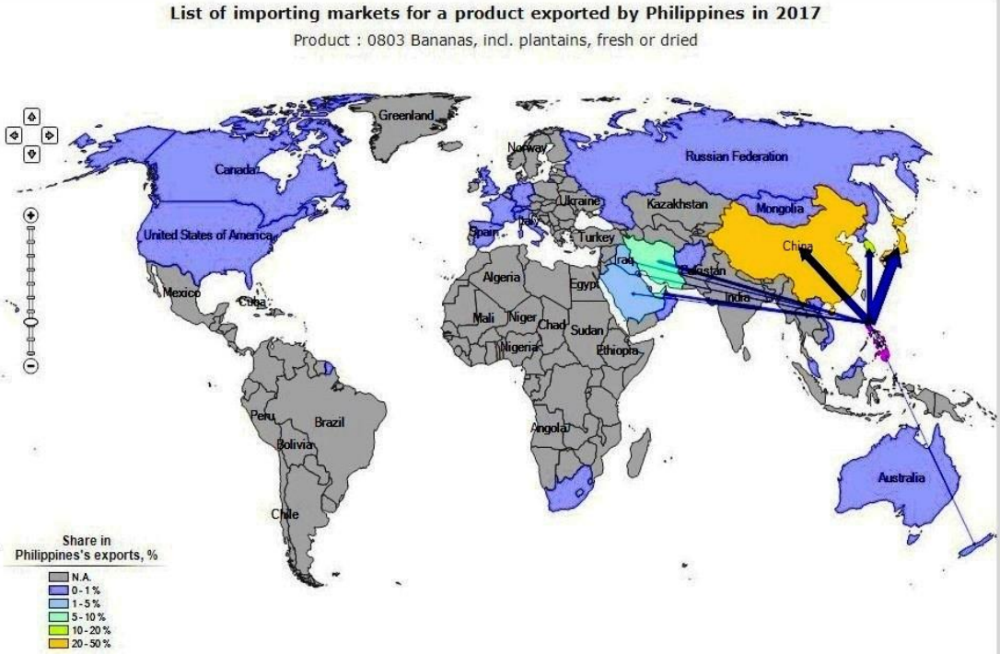 List of importing markets for a product exported by Philippines in 2017
Product : 0803 Bananas, incl. plantains, fresh or dried
Greenland
Norway
Canada
Russian Federation
Ukraine
Kazakhstan
Mongolia
Spain
Italy
Turkey
United States of America
China
Iraq
Pakistan
Algeria
Egypt
Mexico
Cuba
India
Mali
Niger
Chad
Sudan
Nigeria
Ethiopia
Peru
Brazil
Angola
Bolivia
Australia
Chile
Share in
Philippines's exports, %
N.A.
0-1%
1-5%
5-10%
10-20%
20-50%